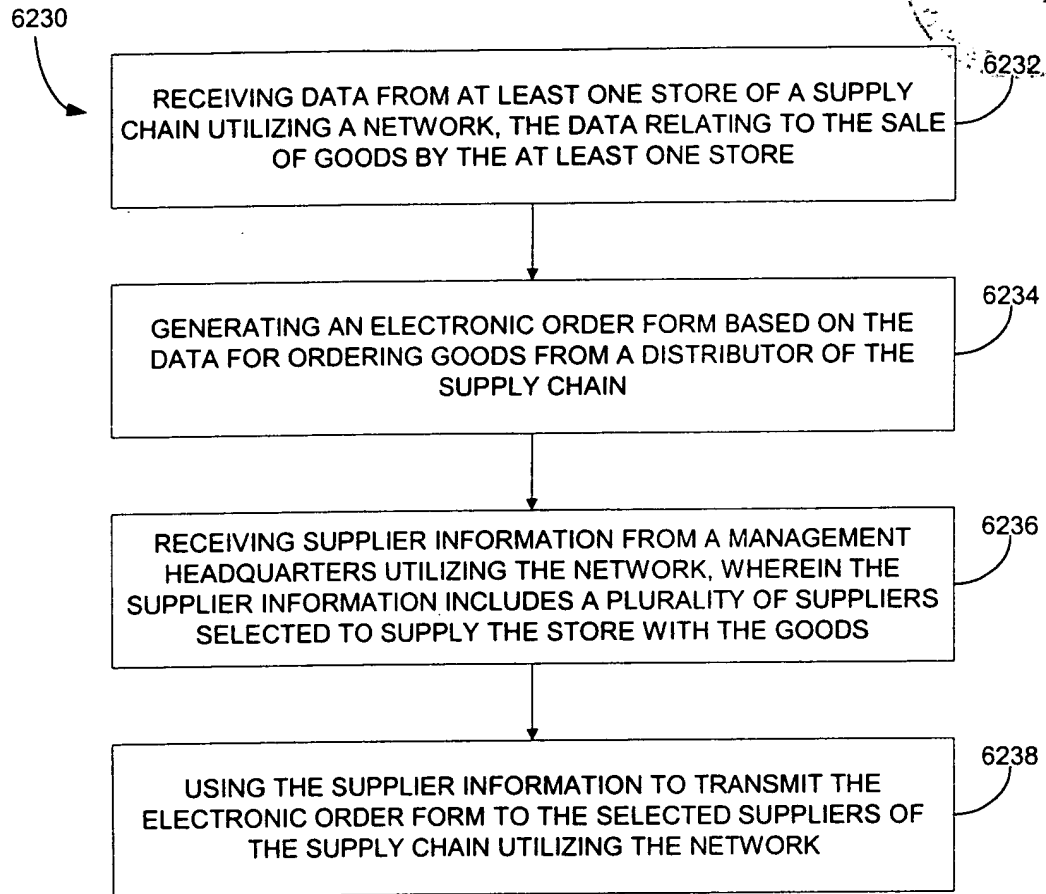 6230
6232
RECEIVING DATA FROM AT LEAST ONE STORE OF A SUPPLY
CHAIN UTILIZING A NETWORK, THE DATA RELATING TO THE SALE
OF GOODS BY THE AT LEAST ONE STORE
6234
GENERATING AN ELECTRONIC ORDER FORM BASED ON THE
DATA FOR ORDERING GOODS FROM A DISTRIBUTOR OF THE
SUPPLY CHAIN
6236
RECEIVING SUPPLIER INFORMATION FROM A MANAGEMENT
HEADQUARTERS UTILIZING THE NETWORK, WHEREIN THE
SUPPLIER INFORMATION INCLUDES A PLURALITY OF SUPPLIERS
SELECTED TO SUPPLY THE STORE WITH THE GOODS
6238
USING THE SUPPLIER INFORMATION TO TRANSMIT THE
ELECTRONIC ORDER FORM TO THE SELECTED SUPPLIERS OF
THE SUPPLY CHAIN UTILIZING THE NETWORK